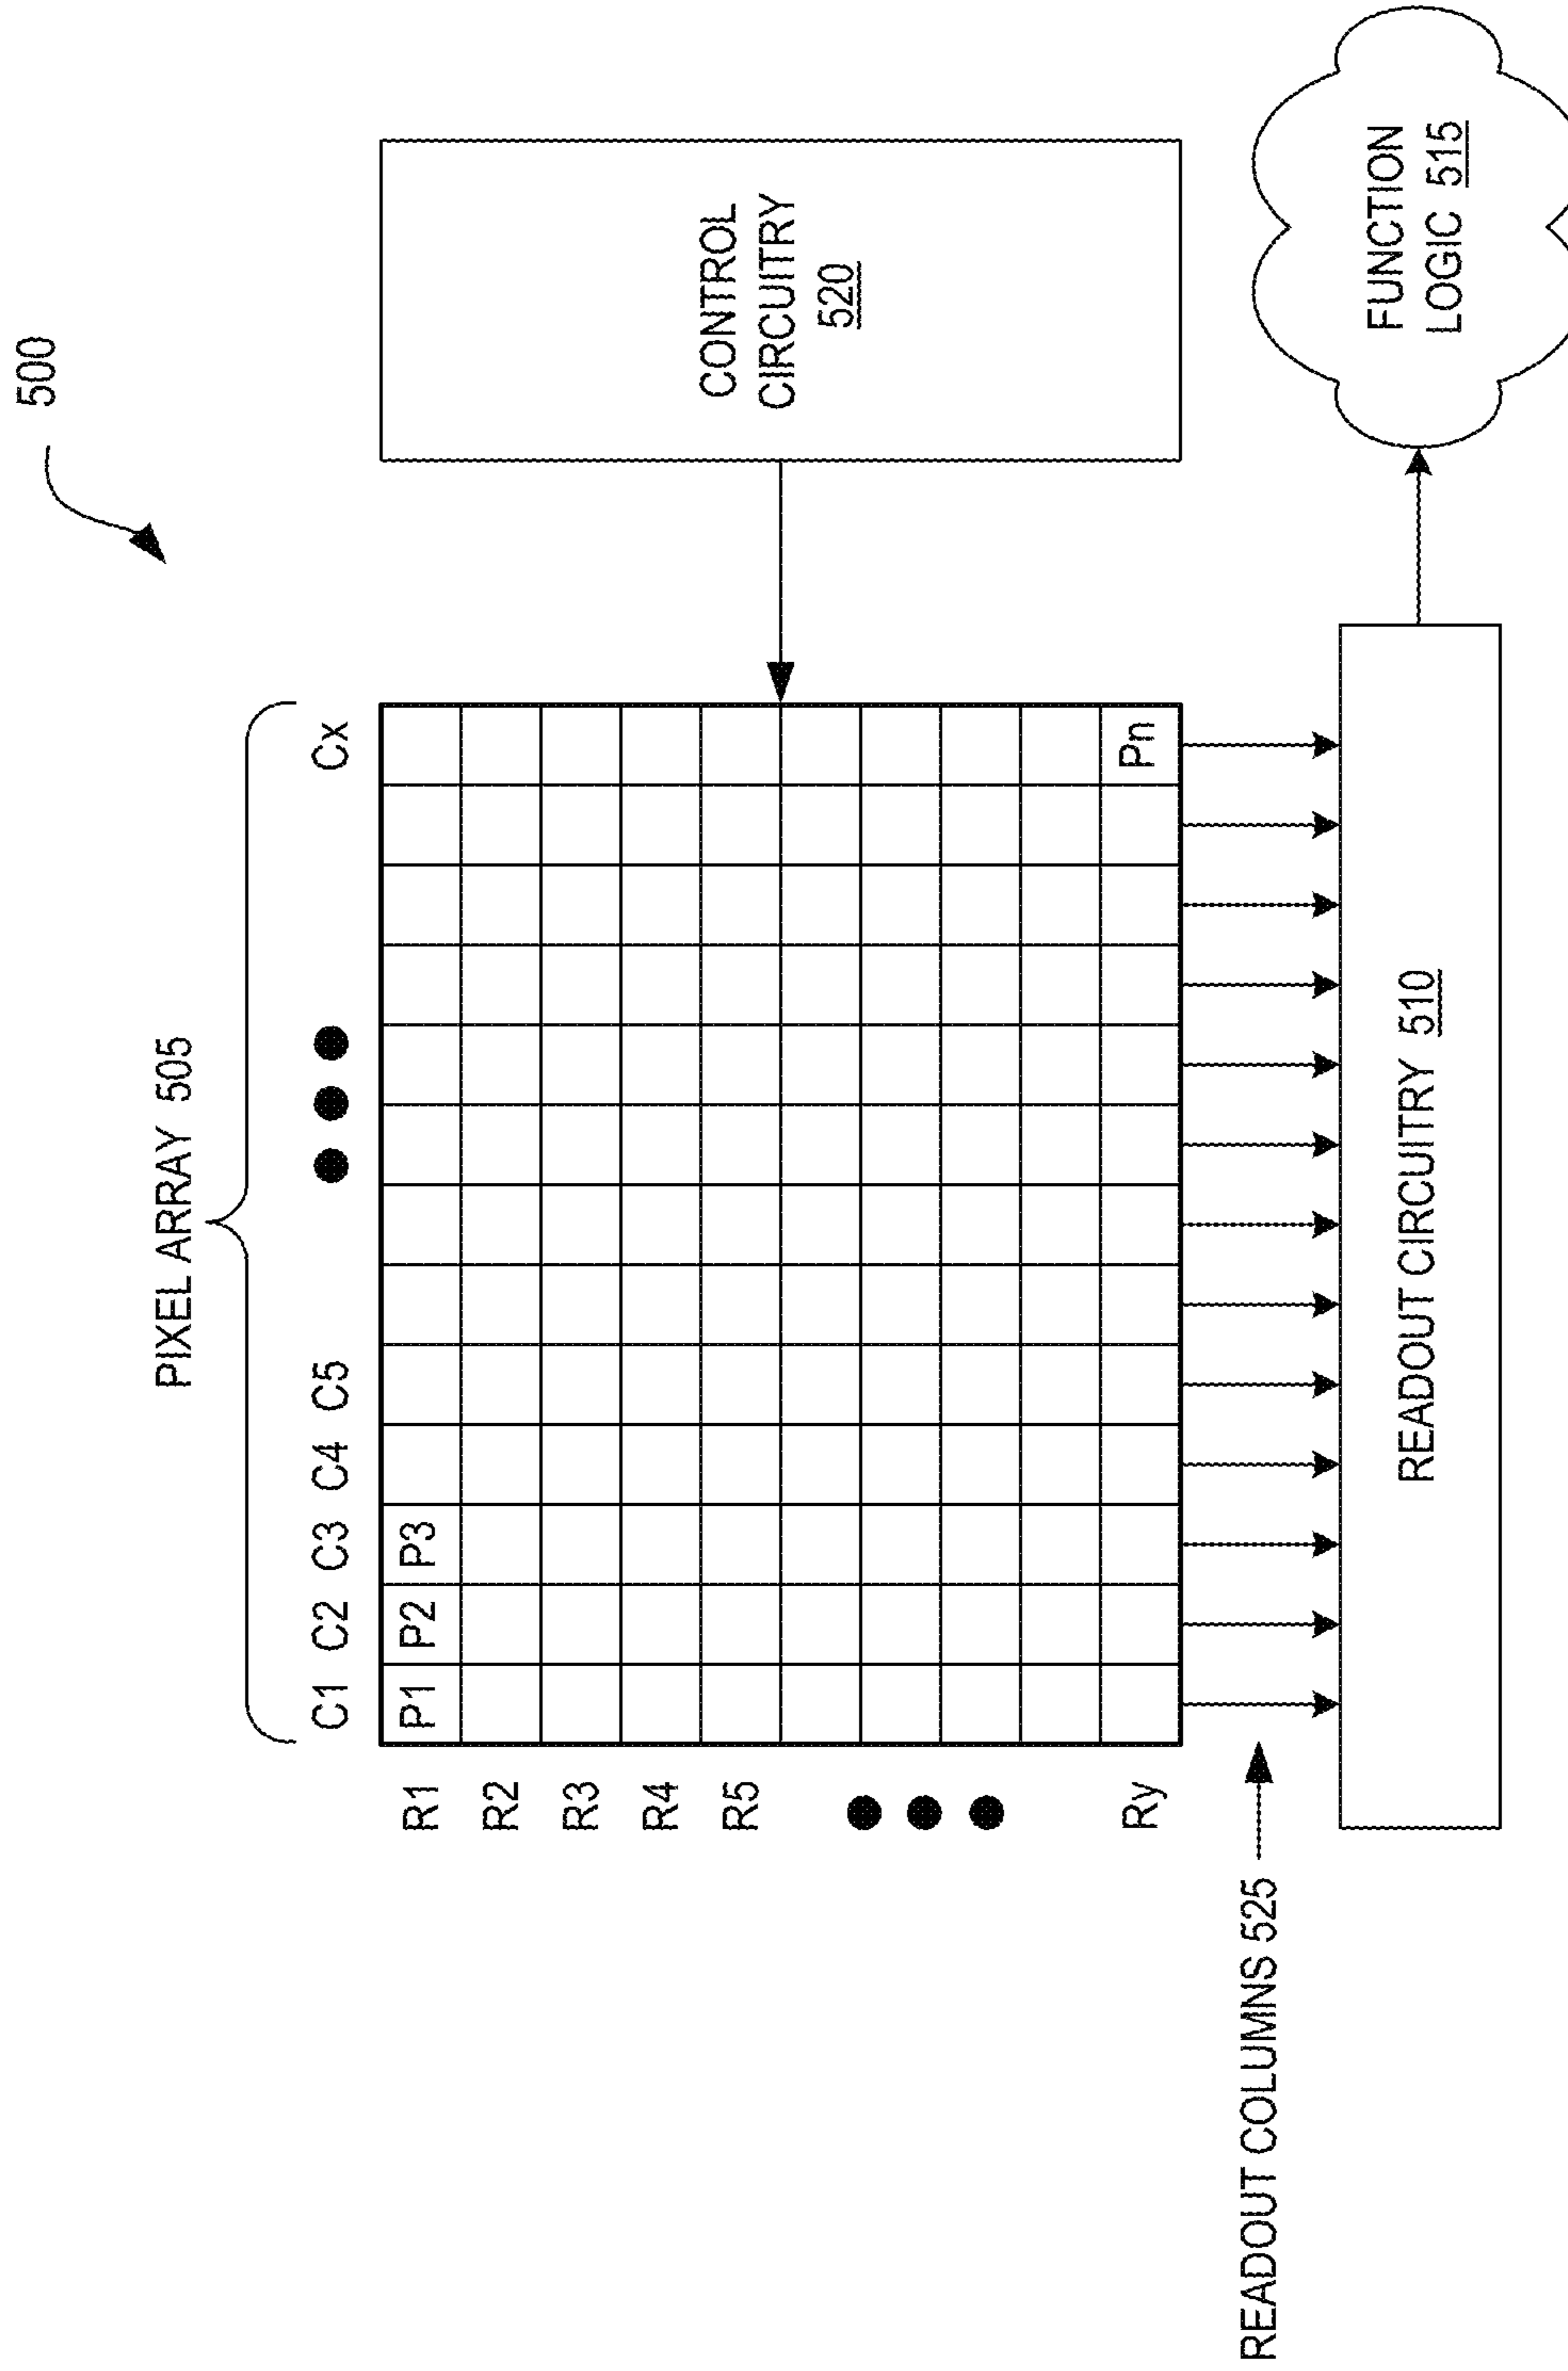 500
PIXEL ARRAY 505
C1 C2 C3 C4 C5 ●●● Cx
R1 P1 P2 P3
R2
R3
R4
R5
●●●
Ry Pn
CONTROL
CIRCUITRY
520
READOUT COLUMNS 525
READOUT CIRCUITRY 510
FUNCTION
LOGIC 515